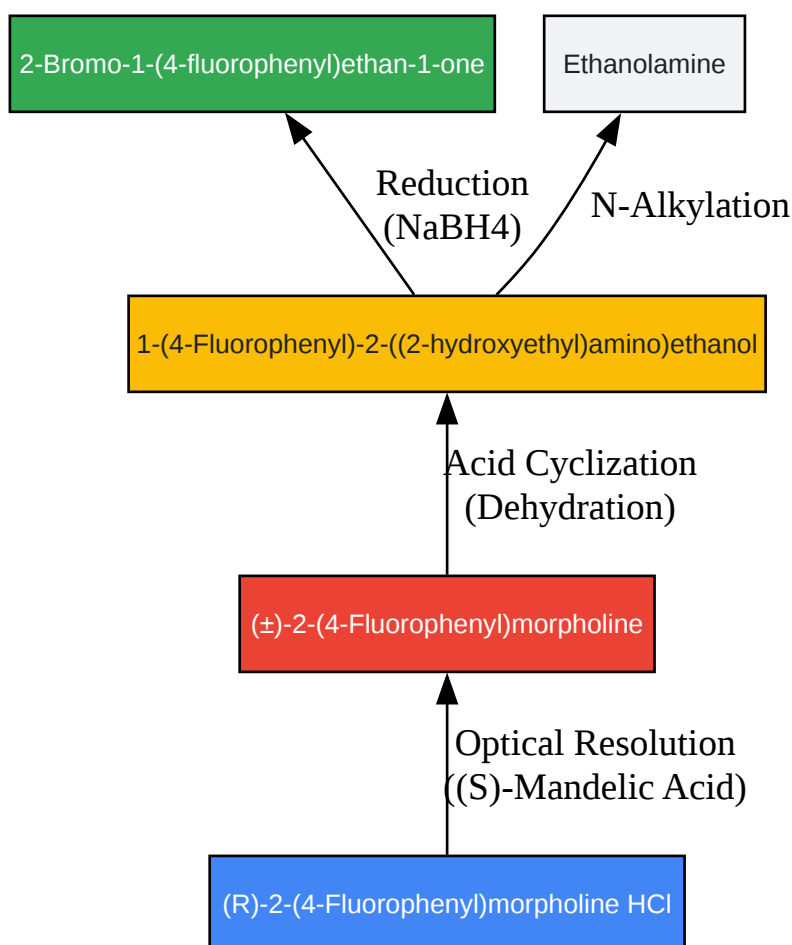 2-Bromo-1-(4-fluorophenyl)ethan-1-one
Ethanolamine
Reduction
(NaBH4)
N-Alkylation
1-(4-Fluorophenyl)-2-((2-hydroxyethyl)amino)ethanol
Acid Cyclization
(Dehydration)
(±)-2-(4-Fluorophenyl)morpholine
Optical Resolution
((S)-Mandelic Acid)
(R)-2-(4-Fluorophenyl)morpholine HCl